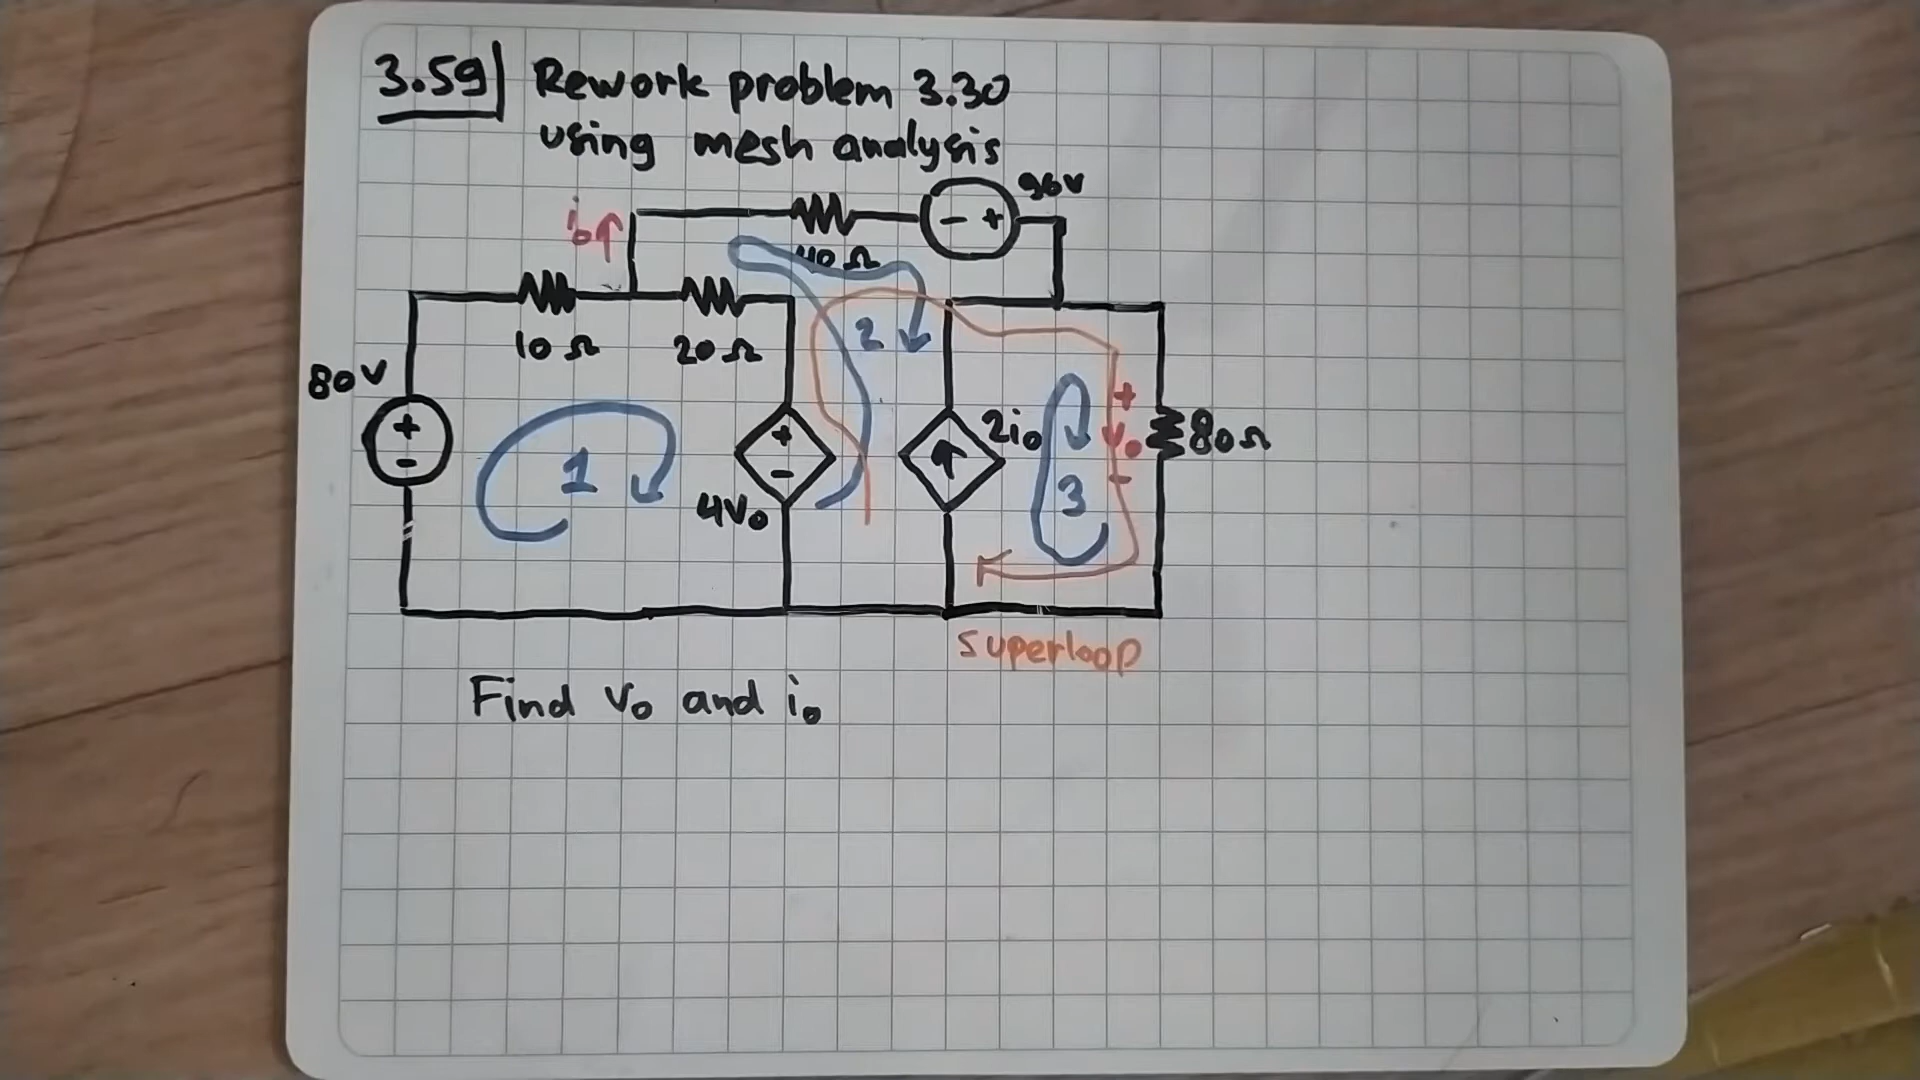 3.59 Rework problem 3.30
using mesh analysis
96V
- +
i₀
40 Ω
10 Ω
20 Ω
2
80V
+
-
1
+
-
4V₀
2i₀
3
+
V₀
-
80Ω
superloop
Find V₀ and i₀